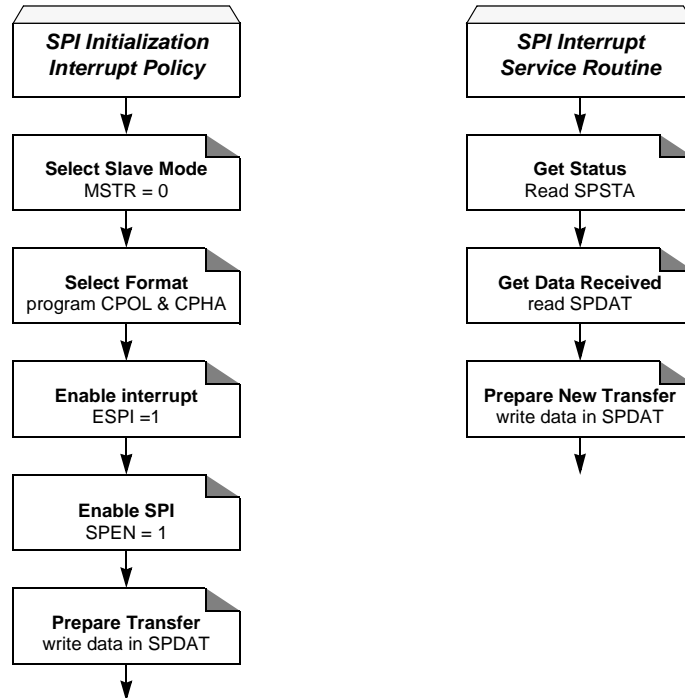 SPI Initialization
Interrupt Policy
Select Slave Mode
MSTR = 0
Select Format
program CPOL & CPHA
Enable interrupt
ESPI =1
Enable SPI
SPEN = 1
Prepare Transfer
write data in SPDAT
SPI Interrupt
Service Routine
Get Status
Read SPSTA
Get Data Received
read SPDAT
Prepare New Transfer
write data in SPDAT